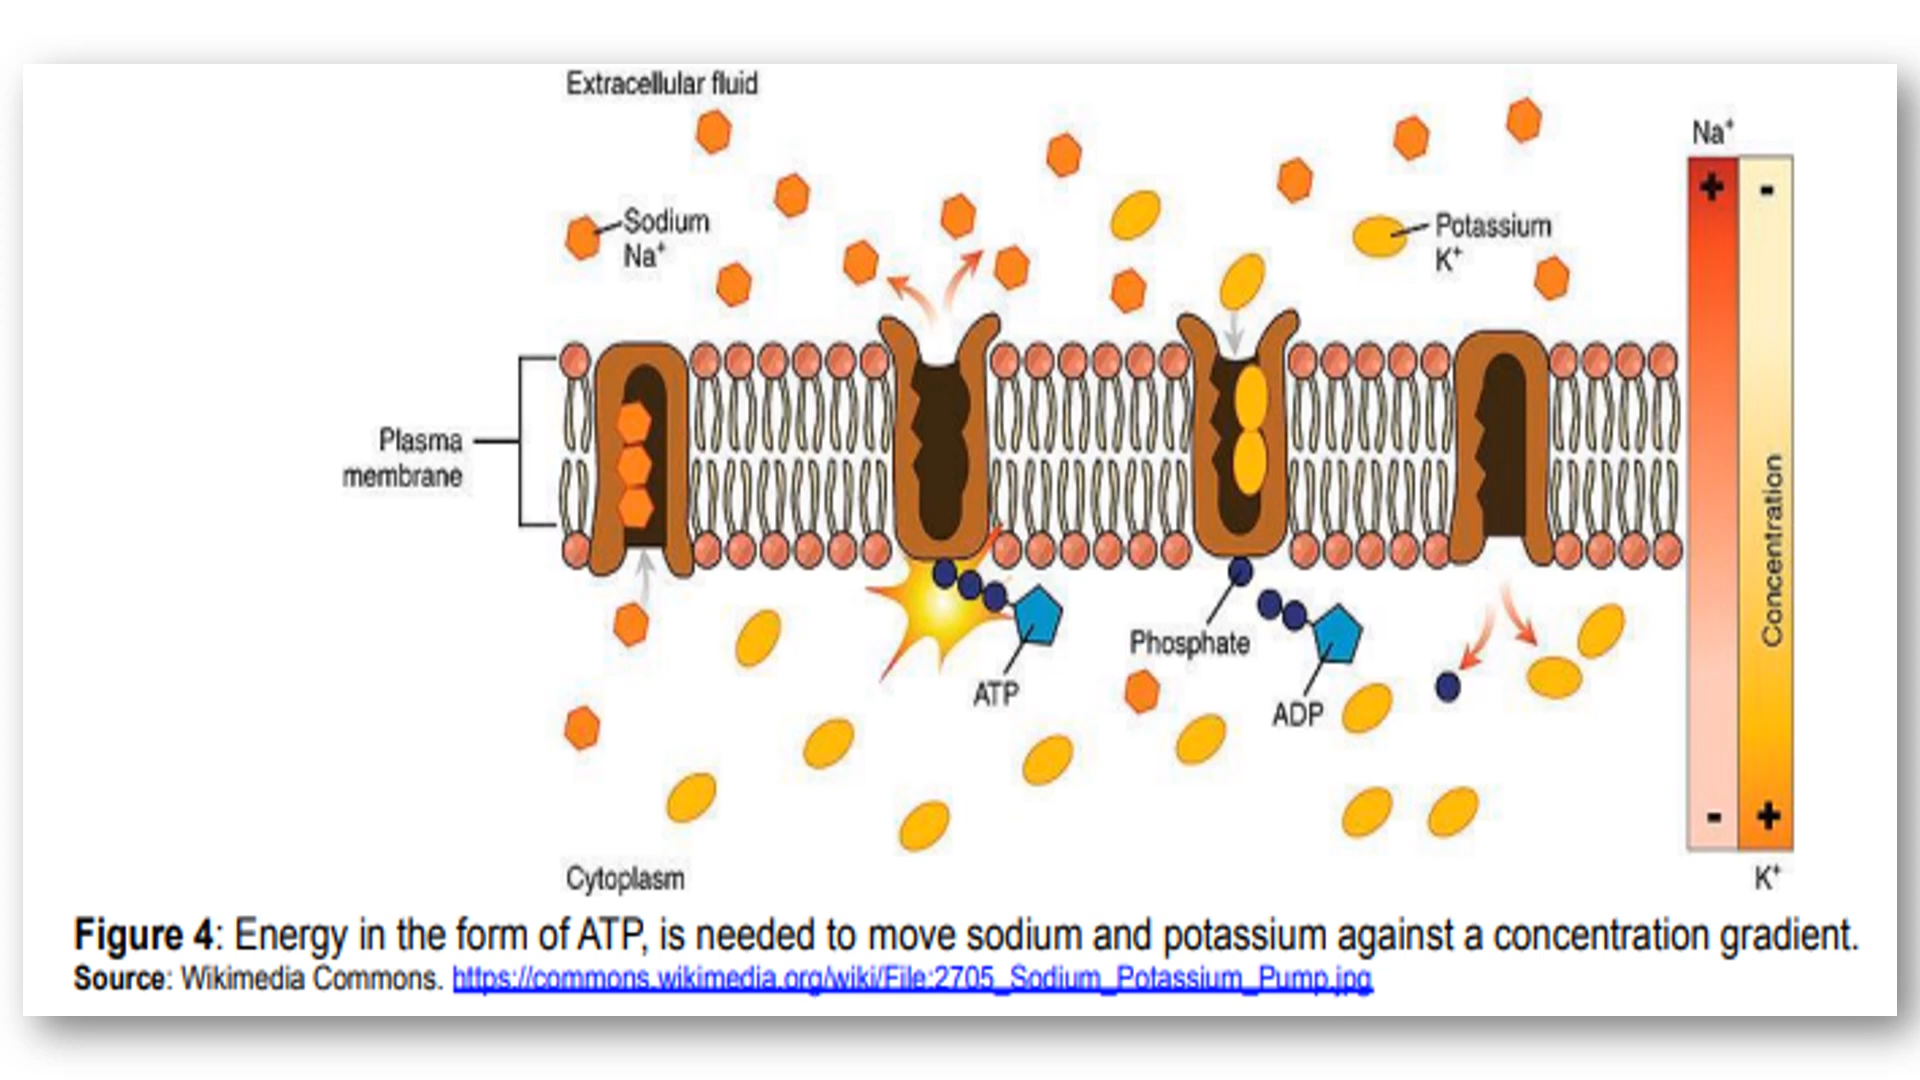 Extracellular fluid
Na⁺
+
-
Sodium
Na⁺
Potassium
K⁺
Plasma
membrane
Concentration
Phosphate
ATP
ADP
-
+
Cytoplasm
K⁺
Figure 4: Energy in the form of ATP, is needed to move sodium and potassium against a concentration gradient.
Source: Wikimedia Commons. https://commons.wikimedia.org/wiki/File:2705_Sodium_Potassium_Pump.jpg